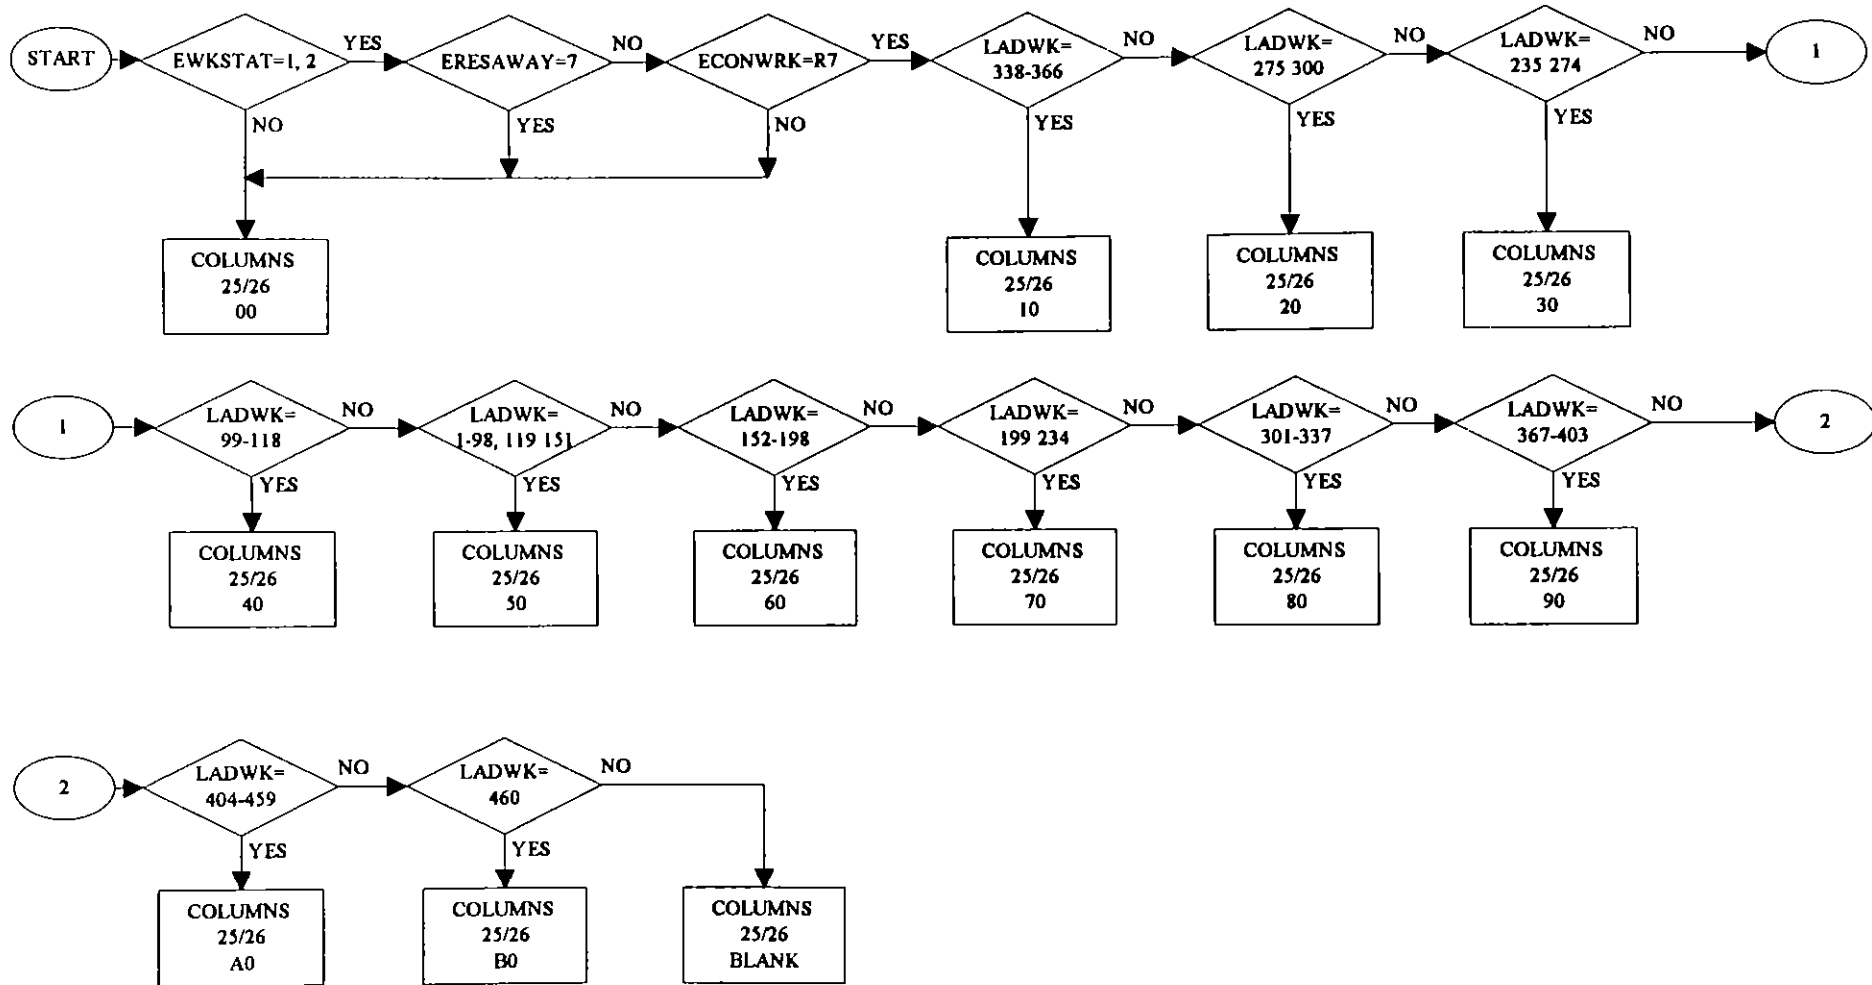 START
EWKSTAT=1, 2
YES
ERESAWAY=7
NO
ECONWRK=R7
YES
LADWK=
338-366
NO
LADWK=
275 300
NO
LADWK=
235 274
NO
1
NO
YES
NO
YES
YES
YES
COLUMNS
25/26
00
COLUMNS
25/26
10
COLUMNS
25/26
20
COLUMNS
25/26
30
1
LADWK=
99-118
NO
LADWK=
1-98, 119 151
NO
LADWK=
152-198
NO
LADWK=
199 234
NO
LADWK=
301-337
NO
LADWK=
367-403
NO
2
YES
YES
YES
YES
YES
YES
COLUMNS
25/26
40
COLUMNS
25/26
50
COLUMNS
25/26
60
COLUMNS
25/26
70
COLUMNS
25/26
80
COLUMNS
25/26
90
2
LADWK=
404-459
NO
LADWK=
460
NO
YES
YES
COLUMNS
25/26
A0
COLUMNS
25/26
B0
COLUMNS
25/26
BLANK